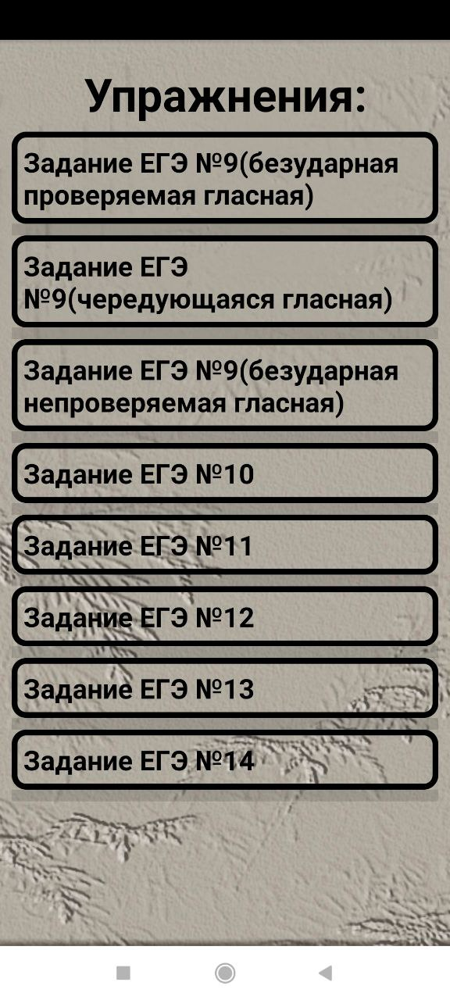 Упражнения:
Задание ЕГЭ №9(безударная
проверяемая гласная)
Задание ЕГЭ
№9(чередующаяся гласная)
Задание ЕГЭ №9(безударная
непроверяемая гласная)
Задание ЕГЭ №10
Задание ЕГЭ №11
Задание ЕГЭ №12
Задание ЕГЭ №13
Задание ЕГЭ №14